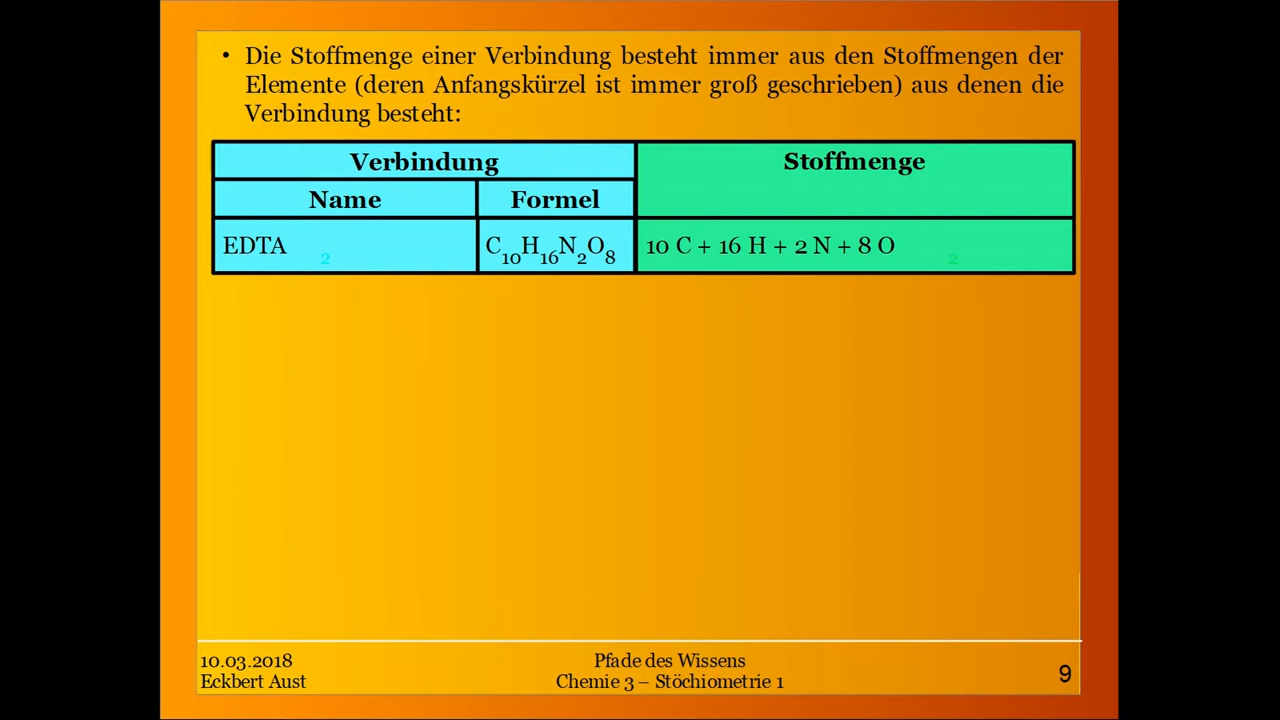 • Die Stoffmenge einer Verbindung besteht immer aus den Stoffmengen der
Elemente (deren Anfangskürzel ist immer groß geschrieben) aus denen die
Verbindung besteht:
Verbindung Stoffmenge
Name Formel
EDTA 2 C₁₀H₁₆N₂O₈ 10 C + 16 H + 2 N + 8 O 2
10.03.2018 Pfade des Wissens
Eckbert Aust Chemie 3 – Stöchiometrie 1 9